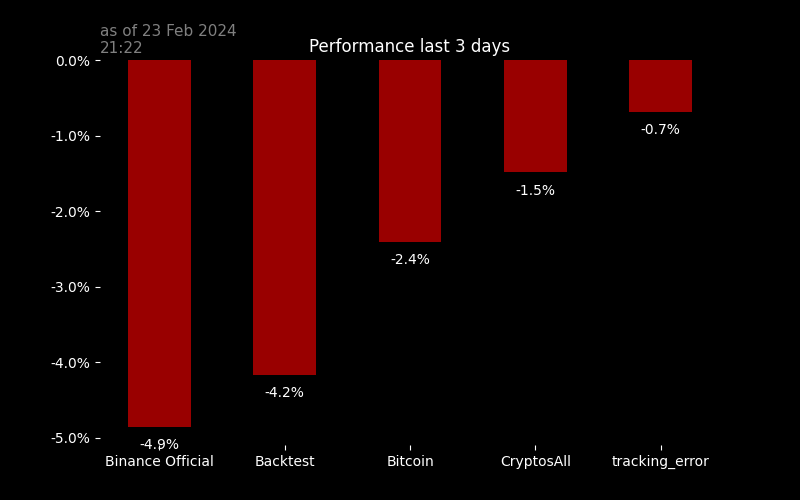 as of 23 Feb 2024
21:22
Performance last 3 days
0.0%
-1.0%
-2.0%
-3.0%
-4.0%
-5.0%
-4.9%
-4.2%
-2.4%
-1.5%
-0.7%
Binance Official
Backtest
Bitcoin
CryptosAll
tracking_error